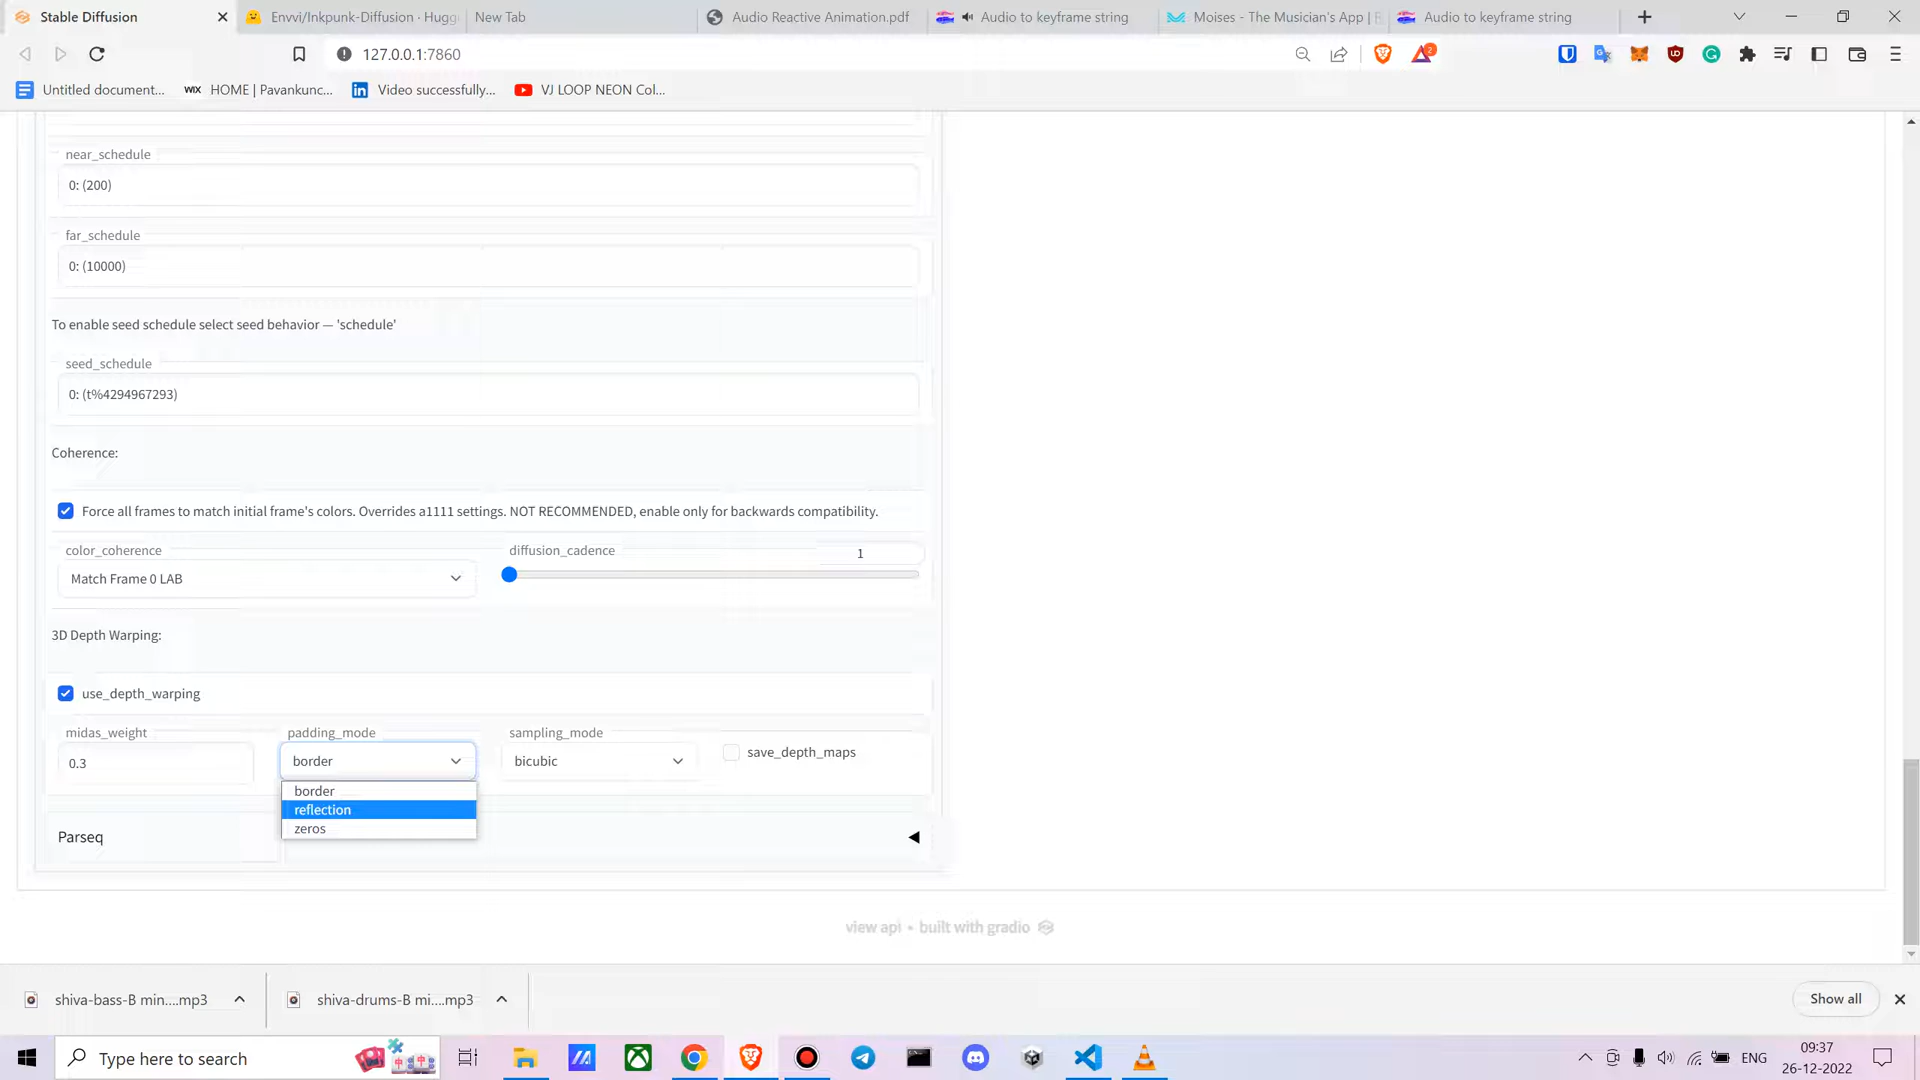 Stable Diffusion
Envvi/Inkpunk-Diffusion · Huggi
New Tab
Audio Reactive Animation.pdf
Audio to keyframe string
Moises - The Musician's App | B
Audio to keyframe string
127.0.0.1:7860
2
Untitled document...
WIX HOME | Pavankunc...
Video successfully...
VJ LOOP NEON Col...
near_schedule
0: (200)
far_schedule
0: (10000)
To enable seed schedule select seed behavior — 'schedule'
seed_schedule
0: (t%4294967293)
Coherence:
Force all frames to match initial frame's colors. Overrides a1111 settings. NOT RECOMMENDED, enable only for backwards compatibility.
color_coherence
Match Frame 0 LAB
diffusion_cadence
1
3D Depth Warping:
use_depth_warping
midas_weight
0.3
padding_mode
border
sampling_mode
bicubic
save_depth_maps
border
reflection
zeros
Parseq
view api • built with gradio
shiva-bass-B min....mp3
shiva-drums-B mi....mp3
Show all
Type here to search
ENG
09:37
26-12-2022